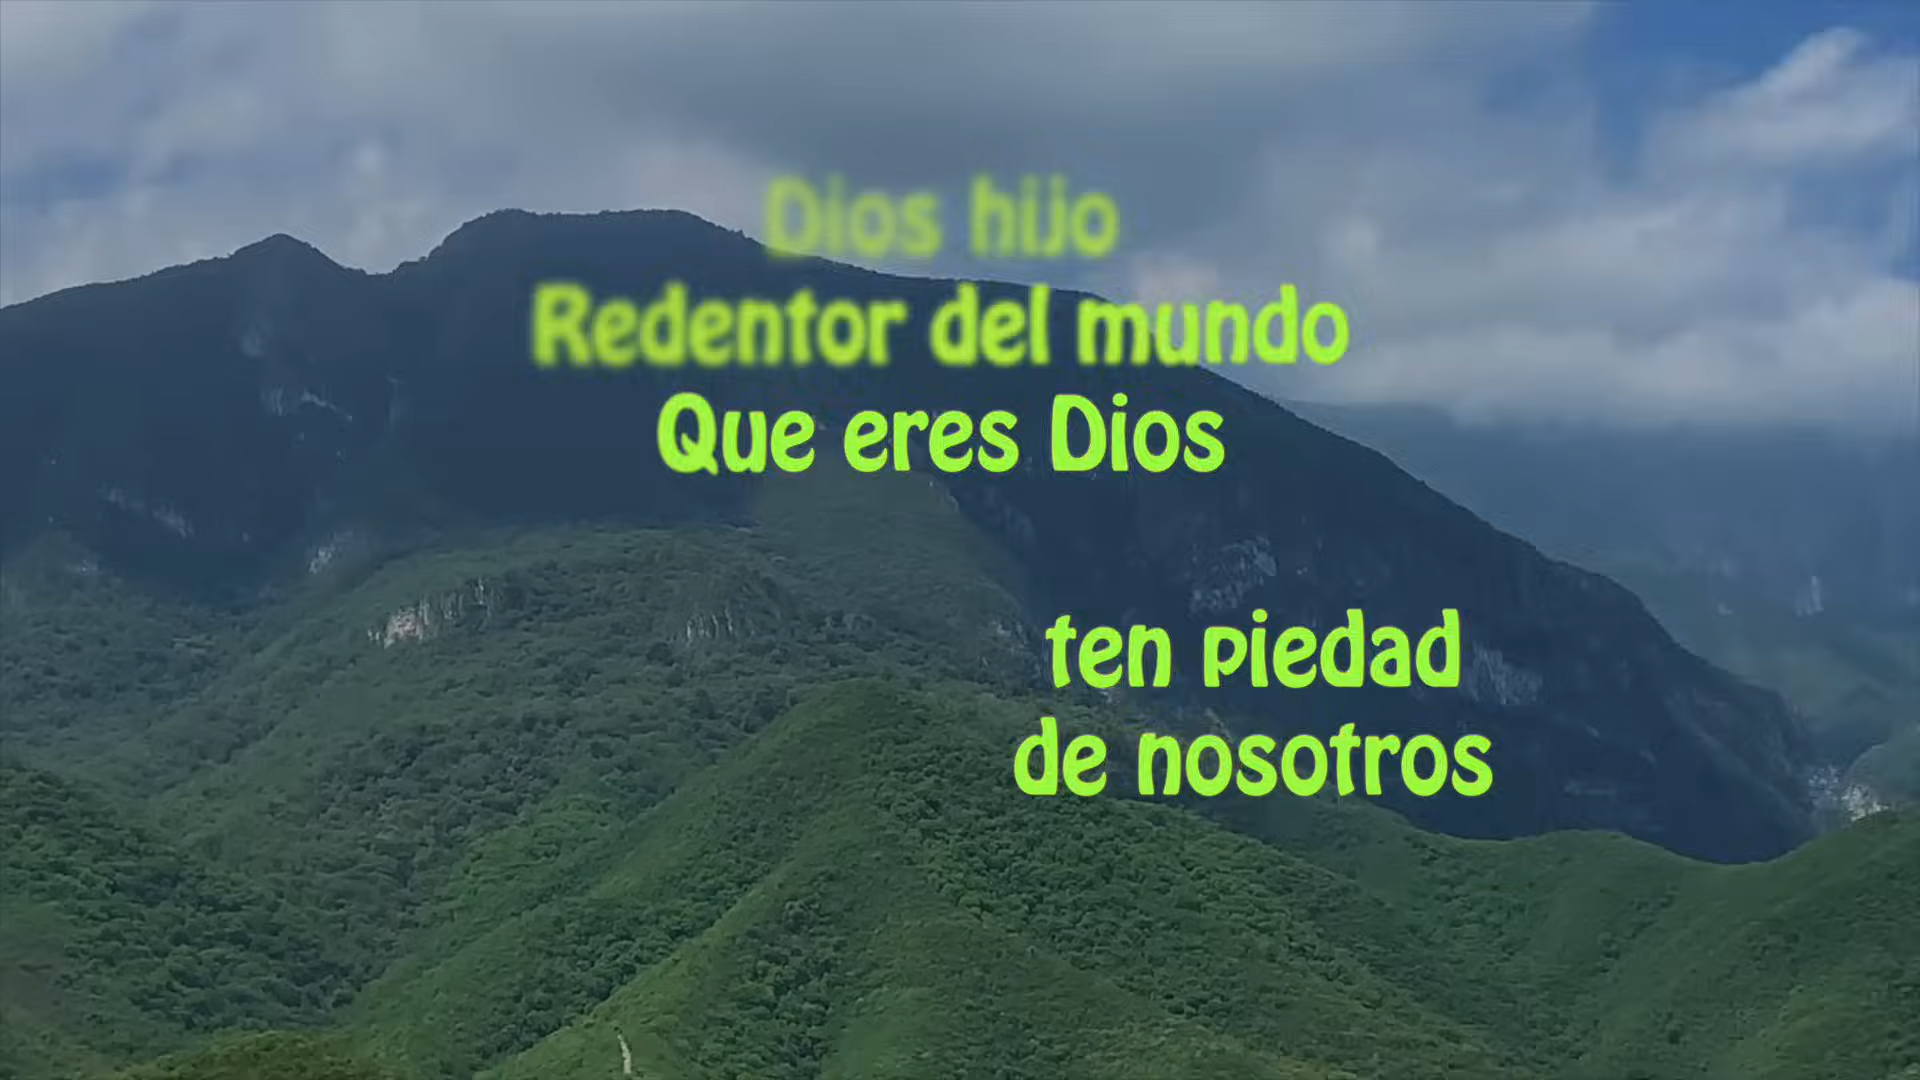 Dios hijo
Redentor del mundo
Que eres Dios
ten piedad
de nosotros